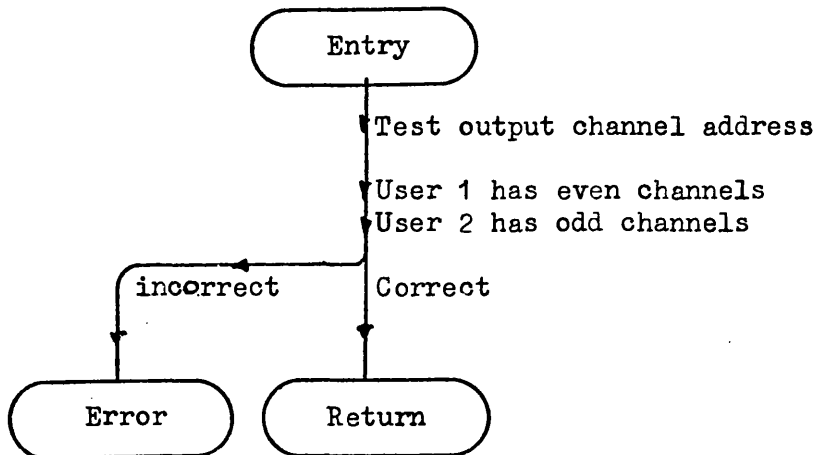 Entry
Test output channel address
User 1 has even channels
User 2 has odd channels
incorrect
Correct
Error
Return